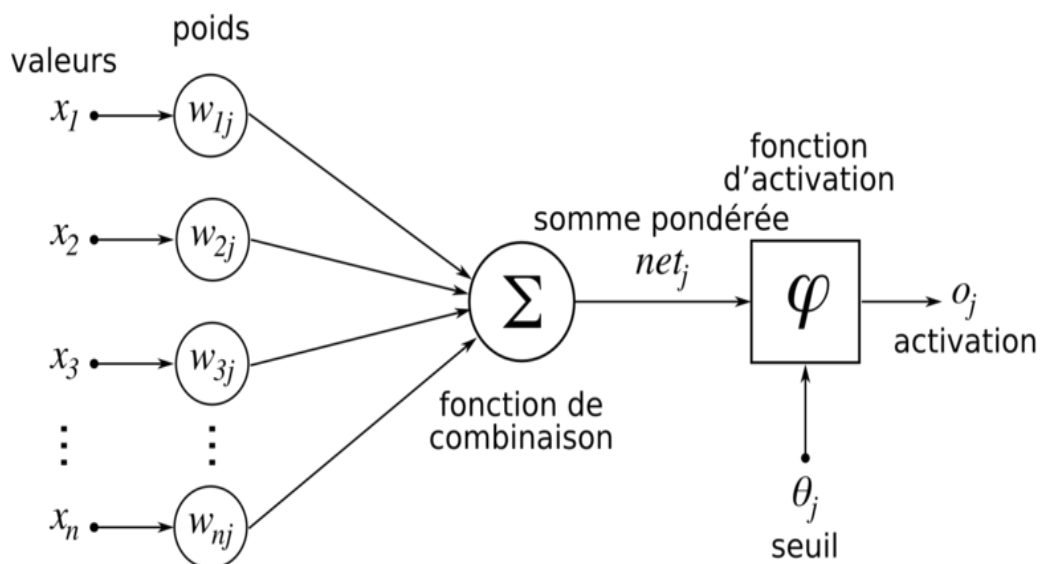 poids
valeurs
x1
w1j
x2
w2j
x3
w3j
⋮
⋮
xn
wnj
Σ
fonction de
combinaison
somme pondérée
netj
fonction
d'activation
φ
oj
activation
θj
seuil